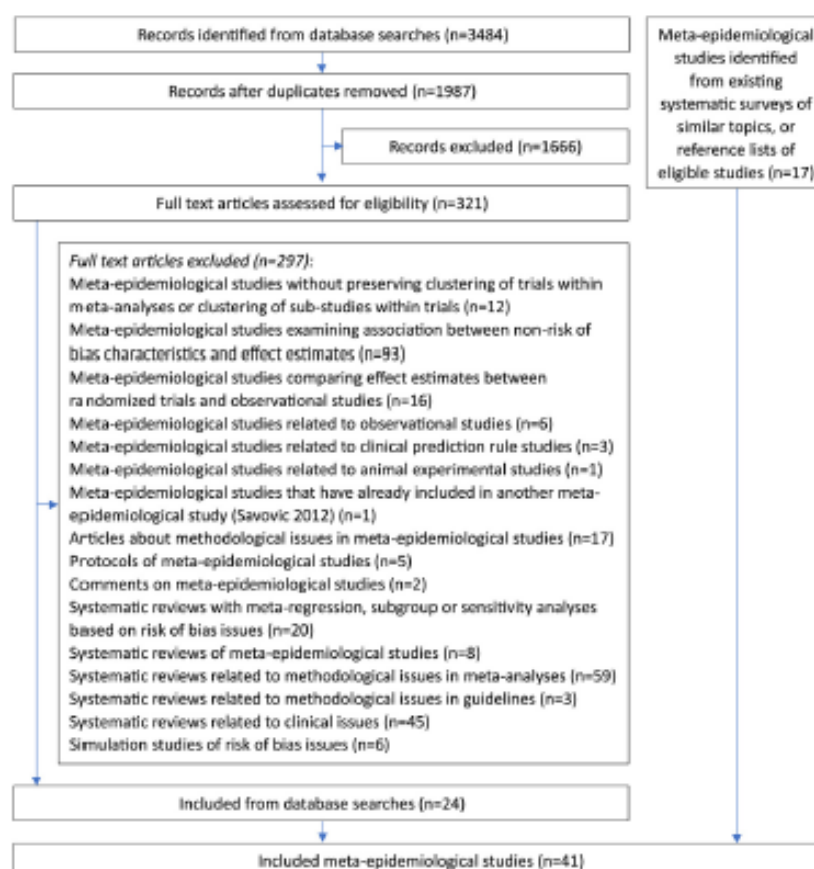 Records identified from database searches (n=3484)
Meta-epidemiological
studies identified
from existing
systematic surveys of
similar topics, or
reference lists of
eligible studies (n=17)
Records after duplicates removed (n=1987)
Records excluded (n=1666)
Full text articles assessed for eligibility (n=321)
Full text articles excluded (n=297):
Meta-epidemiological studies without preserving clustering of trials within
meta-analyses or clustering of sub-studies within trials (n=12)
Meta-epidemiological studies examining association between non-risk of
bias characteristics and effect estimates (n=93)
Meta-epidemiological studies comparing effect estimates between
randomized trials and observational studies (n=16)
Meta-epidemiological studies related to observational studies (n=6)
Meta-epidemiological studies related to clinical prediction rule studies (n=3)
Meta-epidemiological studies related to animal experimental studies (n=1)
Meta-epidemiological studies that have already included in another meta-
epidemiological study (Savovic 2012) (n=1)
Articles about methodological issues in meta-epidemiological studies (n=17)
Protocols of meta-epidemiological studies (n=5)
Comments on meta-epidemiological studies (n=2)
Systematic reviews with meta-regression, subgroup or sensitivity analyses
based on risk of bias issues (n=20)
Systematic reviews of meta-epidemiological studies (n=8)
Systematic reviews related to methodological issues in meta-analyses (n=59)
Systematic reviews related to methodological issues in guidelines (n=3)
Systematic reviews related to clinical issues (n=45)
Simulation studies of risk of bias issues (n=6)
Included from database searches (n=24)
Included meta-epidemiological studies (n=41)